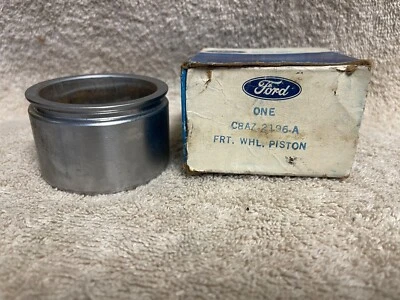 Ford
ONE
C8AZ-2196-A
FRT. WHL. PISTON